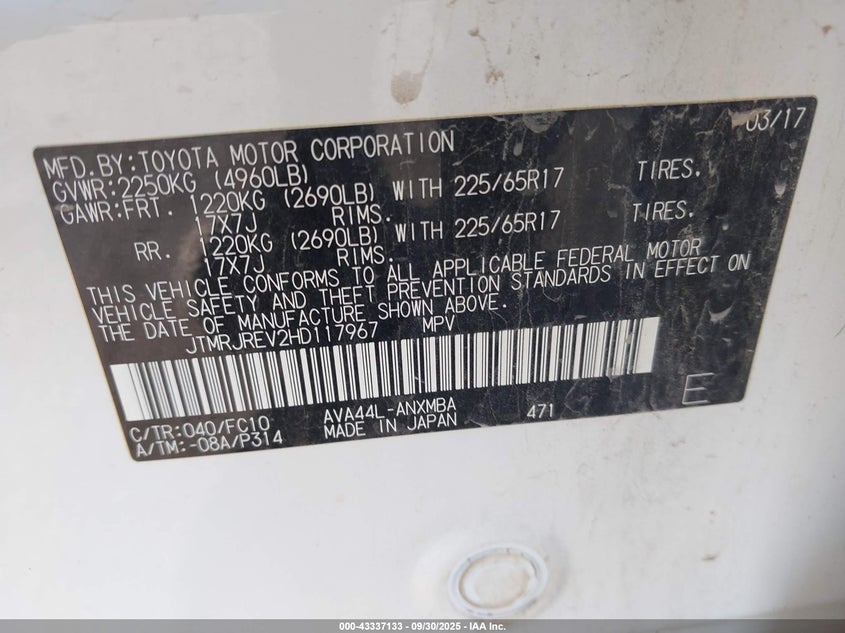 03/17
MFD.BY:TOYOTA MOTOR CORPORATION
GVWR:2250KG (4960LB)
GAWR:FRT. 1220KG (2690LB) WITH 225/65R17 TIRES.
17X7J RIMS.
RR. 1220KG (2690LB) WITH 225/65R17 TIRES.
17X7J RIMS.
THIS VEHICLE CONFORMS TO ALL APPLICABLE FEDERAL MOTOR
VEHICLE SAFETY AND THEFT PREVENTION STANDARDS IN EFFECT ON
THE DATE OF MANUFACTURE SHOWN ABOVE.
JTMRJREV2HD117967 MPV
C/TR:040/FC10 AVA44L-ANXMBA 471 E
A/TM:-08A/P314 MADE IN JAPAN
000-43337133 - 09/30/2025 - IAA Inc.